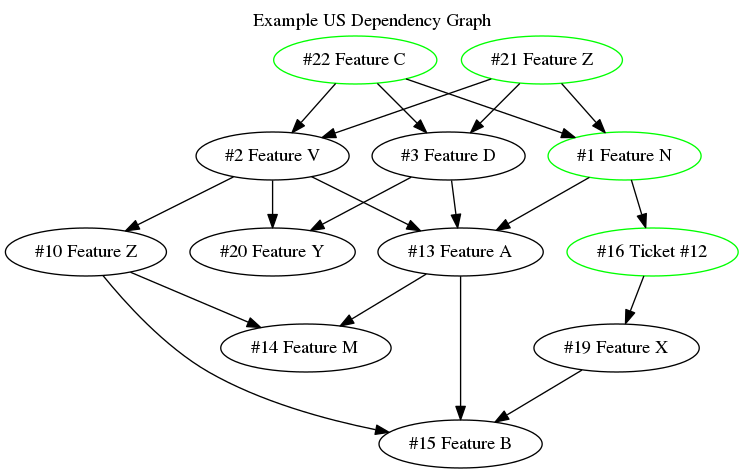 Example US Dependency Graph
#22 Feature C
#21 Feature Z
#2 Feature V
#3 Feature D
#1 Feature N
#10 Feature Z
#20 Feature Y
#13 Feature A
#16 Ticket #12
#14 Feature M
#19 Feature X
#15 Feature B